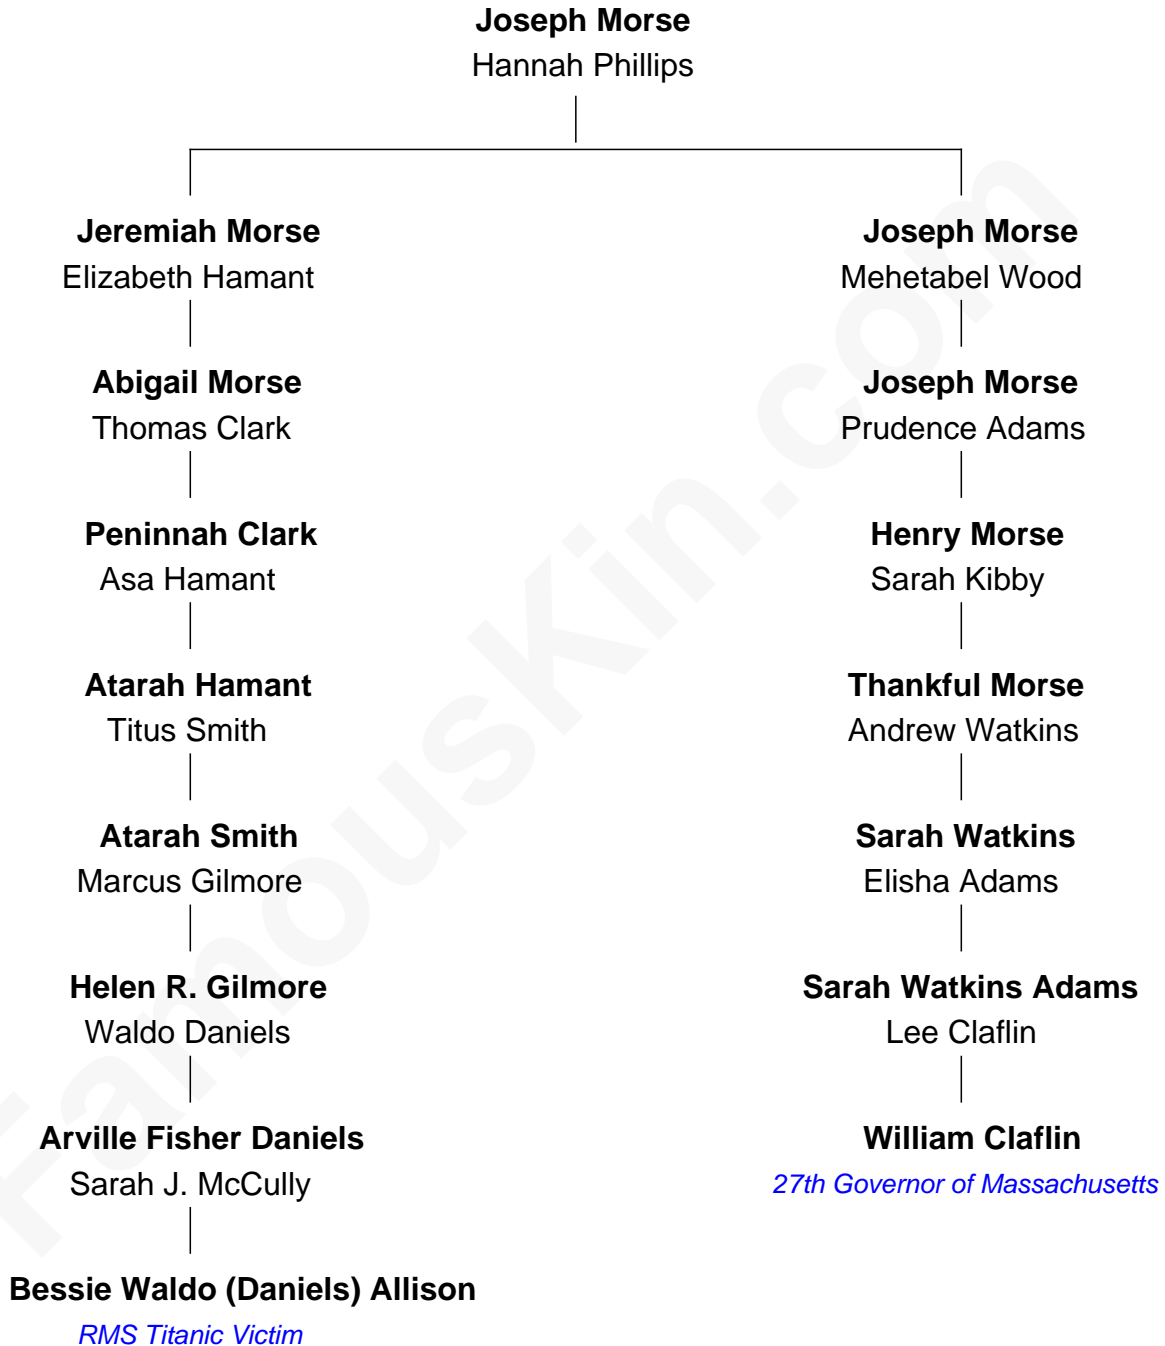 Joseph Morse
Hannah Phillips
Jeremiah Morse
Elizabeth Hamant
Abigail Morse
Thomas Clark
Peninnah Clark
Asa Hamant
Atarah Hamant
Titus Smith
Atarah Smith
Marcus Gilmore
Helen R. Gilmore
Waldo Daniels
Arville Fisher Daniels
Sarah J. McCully
Bessie Waldo (Daniels) Allison
RMS Titanic Victim
Joseph Morse
Mehetabel Wood
Joseph Morse
Prudence Adams
Henry Morse
Sarah Kibby
Thankful Morse
Andrew Watkins
Sarah Watkins
Elisha Adams
Sarah Watkins Adams
Lee Claflin
William Claflin
27th Governor of Massachusetts
FamousKin.com